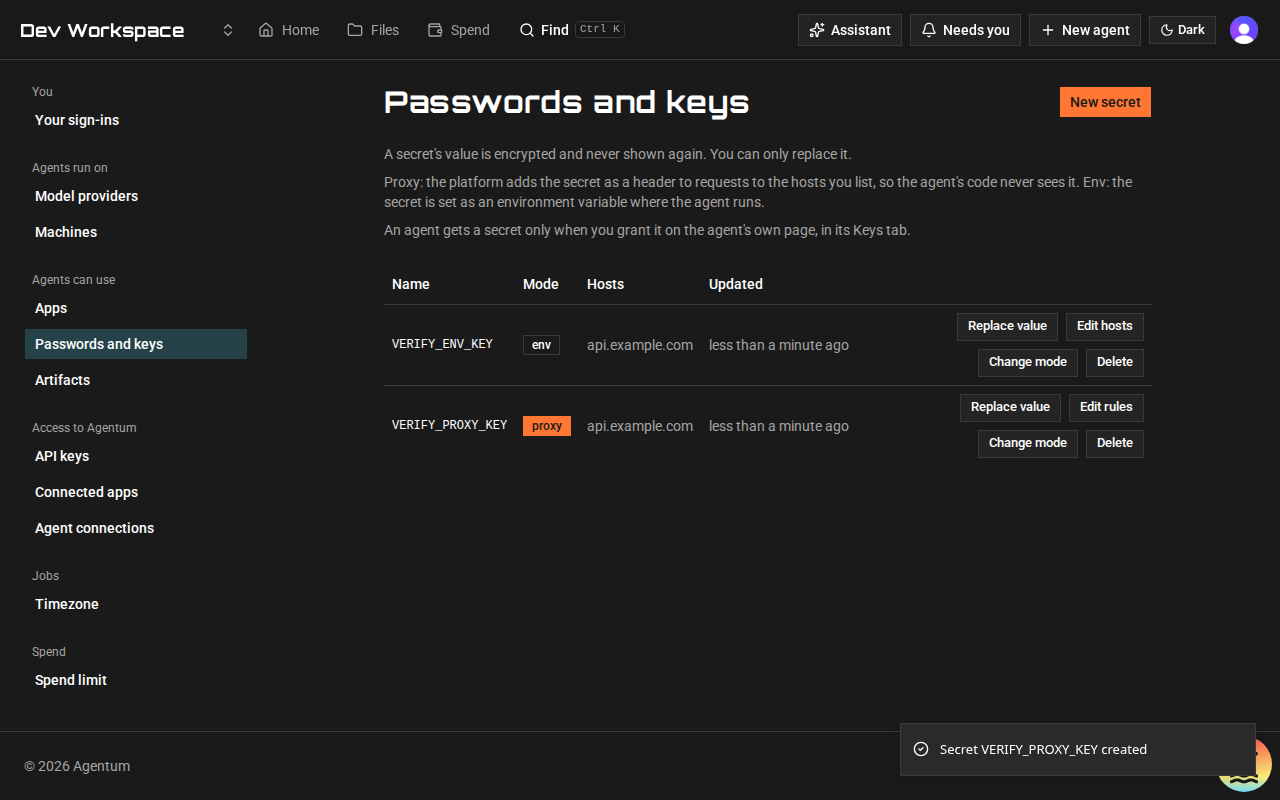 Dev Workspace
Home
Files
Spend
Find Ctrl K
Assistant
Needs you
New agent
Dark
You
Your sign-ins
Agents run on
Model providers
Machines
Agents can use
Apps
Passwords and keys
Artifacts
Access to Agentum
API keys
Connected apps
Agent connections
Jobs
Timezone
Spend
Spend limit
Passwords and keys
New secret
A secret's value is encrypted and never shown again. You can only replace it.
Proxy: the platform adds the secret as a header to requests to the hosts you list, so the agent's code never sees it. Env: the
secret is set as an environment variable where the agent runs.
An agent gets a secret only when you grant it on the agent's own page, in its Keys tab.
Name Mode Hosts Updated
VERIFY_ENV_KEY env api.example.com less than a minute ago
Replace value Edit hosts
Change mode Delete
VERIFY_PROXY_KEY proxy api.example.com less than a minute ago
Replace value Edit rules
Change mode Delete
© 2026 Agentum
Secret VERIFY_PROXY_KEY created